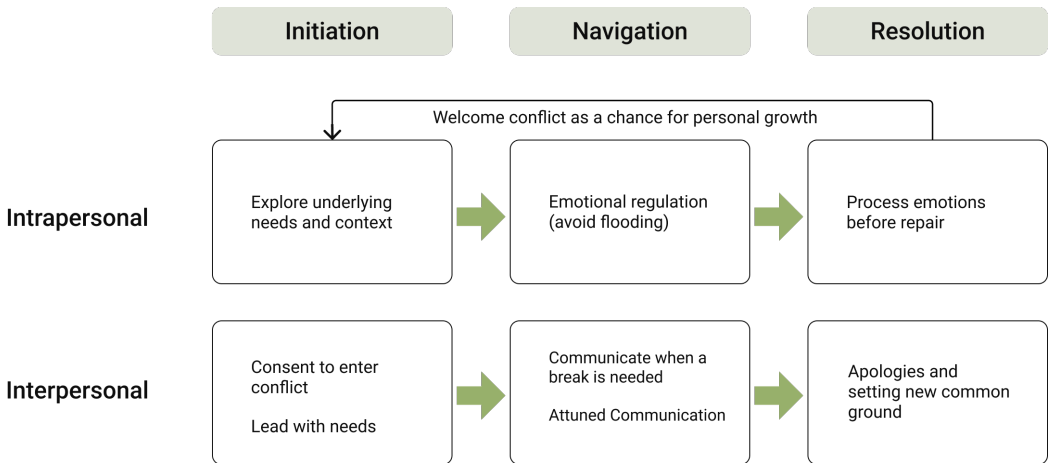 Initiation
Navigation
Resolution
Welcome conflict as a chance for personal growth
Intrapersonal
Explore underlying
needs and context
Emotional regulation
(avoid flooding)
Process emotions
before repair
Interpersonal
Consent to enter
conflict
Lead with needs
Communicate when a
break is needed
Attuned Communication
Apologies and
setting new common
ground